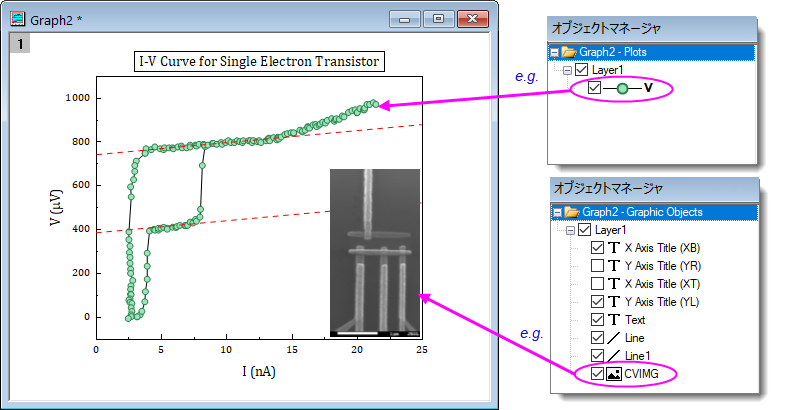 Graph2 *
1
I-V Curve for Single Electron Transistor
1000
800
600
400
200
0
V (μV)
0
5
10
15
20
25
I (nA)
e.g.
e.g.
オブジェクトマネージャ
Graph2 - Plots
Layer1
V
オブジェクトマネージャ
Graph2 - Graphic Objects
Layer1
X Axis Title (XB)
Y Axis Title (YR)
X Axis Title (XT)
Y Axis Title (YL)
Text
Line
Line1
CVIMG